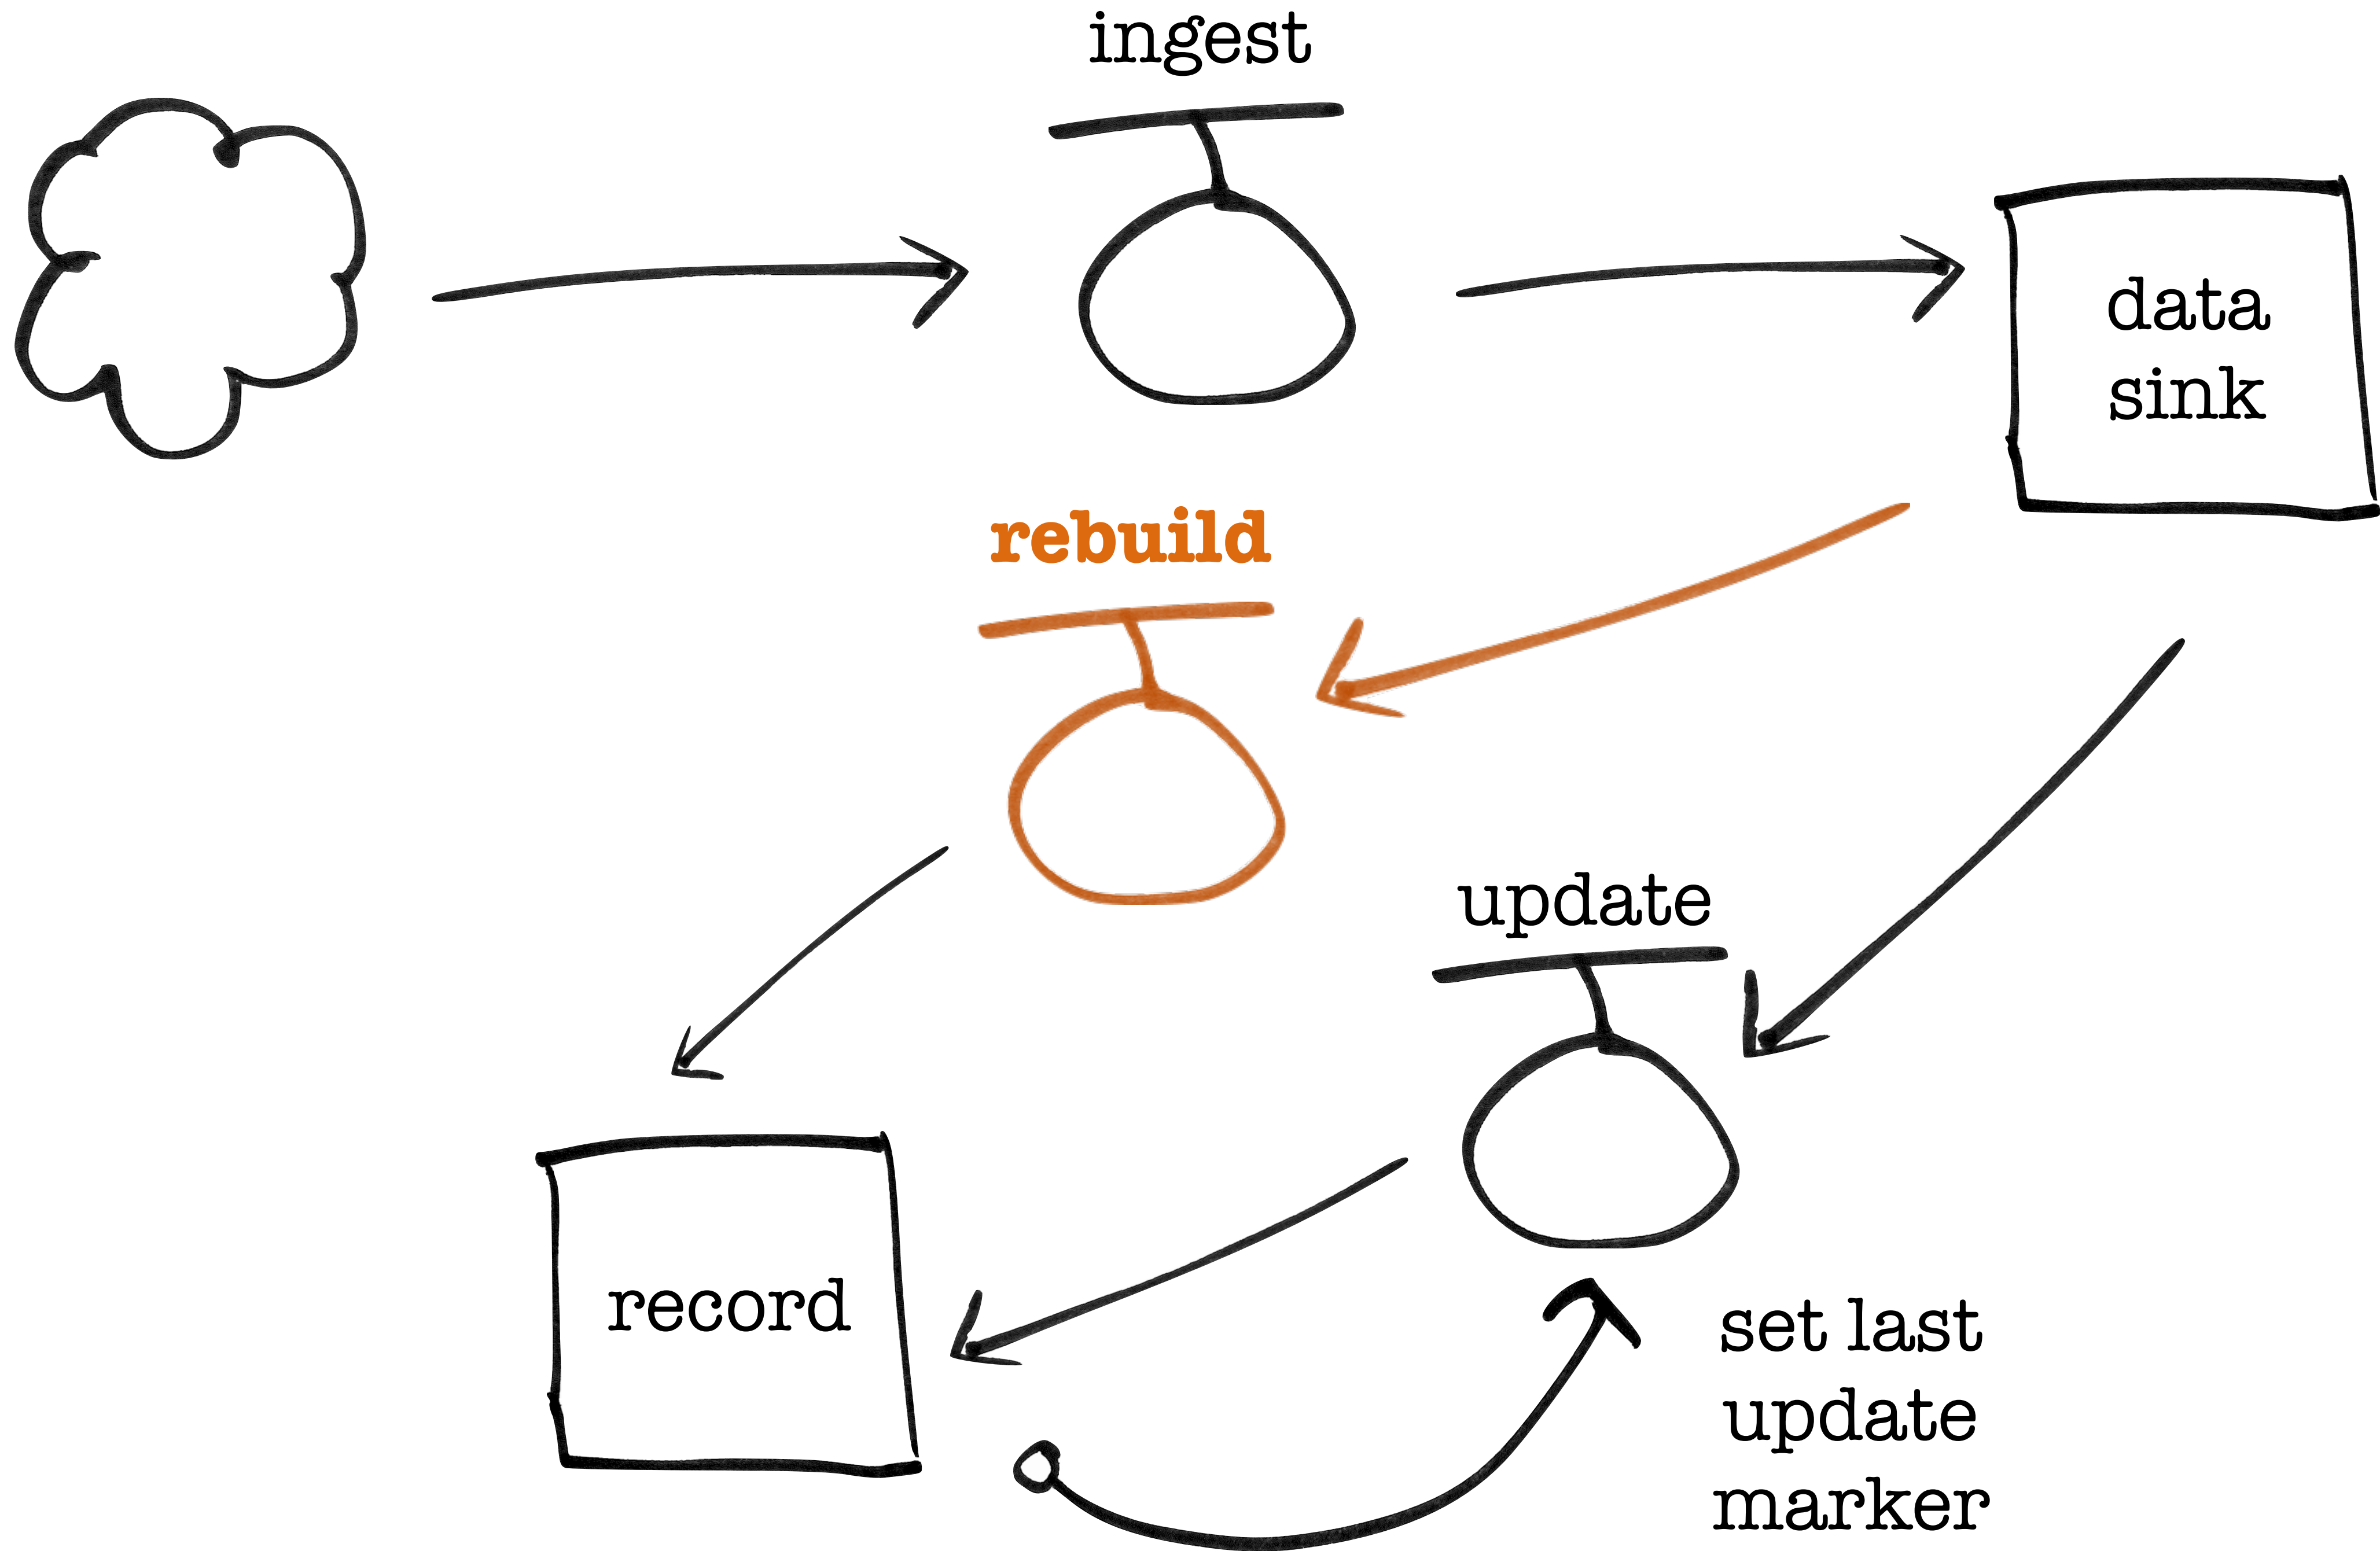 ingest
data
sink
rebuild
update
record
set last
update
marker